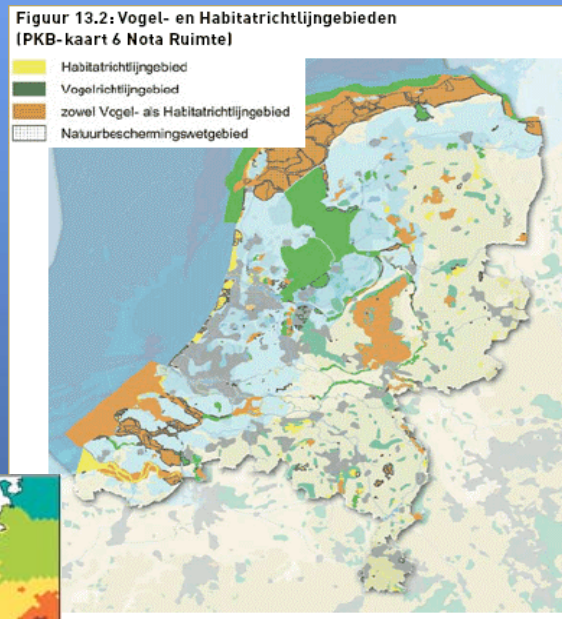 Figuur 13.2: Vogel- en Habitatrichtlijngebieden
(PKB-kaart 6 Nota Ruimte)
Habitatrichtlijngebied
Vogelrichtlijngebied
zowel Vogel- als Habitatrichtlijngebied
Natuurbeschermingswetgebied